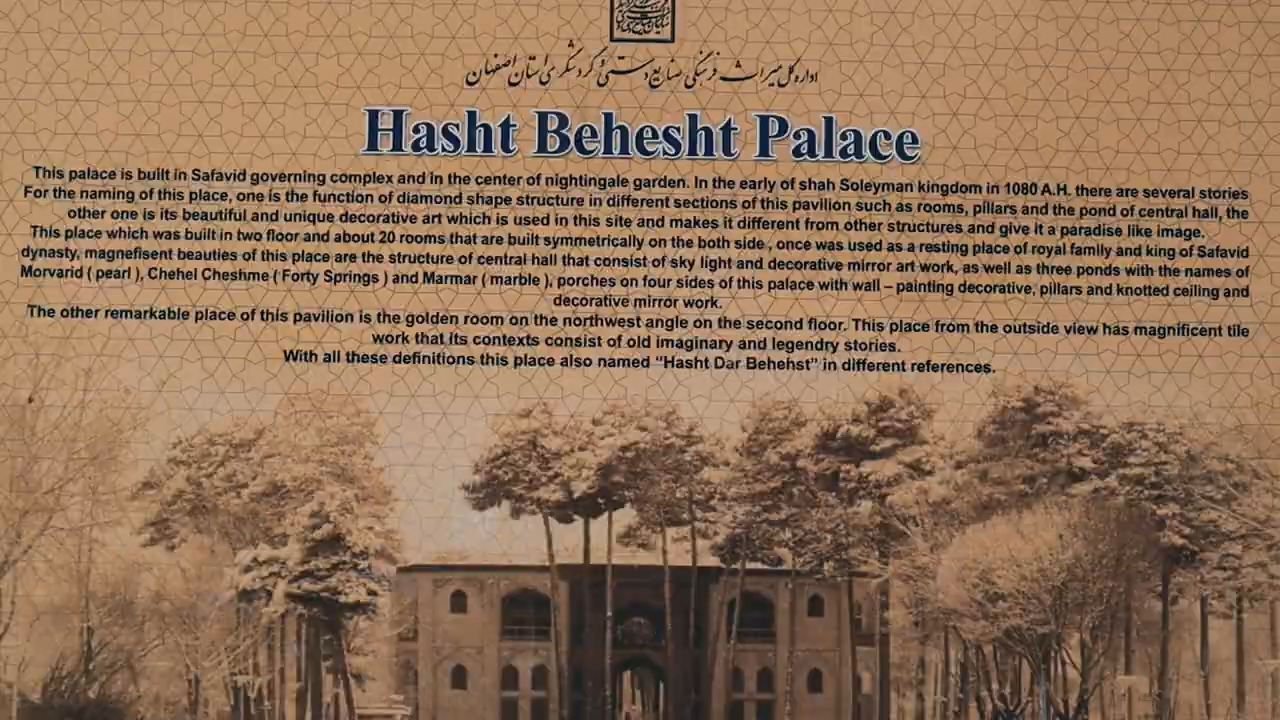 اداره کل میراث فرهنگی صنایع دستی و گردشگری استان اصفهان
Hasht Behesht Palace
This palace is built in Safavid governing complex and in the center of nightingale garden. In the early of shah Soleyman kingdom in 1080 A.H. there are several stories
For the naming of this place, one is the function of diamond shape structure in different sections of this pavilion such as rooms, pillars and the pond of central hall, the
other one is its beautiful and unique decorative art which is used in this site and makes it different from other structures and give it a paradise like image.
This place which was built in two floor and about 20 rooms that are built symmetrically on the both side , once was used as a resting place of royal family and king of Safavid
dynasty, magnefisent beauties of this place are the structure of central hall that consist of sky light and decorative mirror art work, as well as three ponds with the names of
Morvarid ( pearl ), Chehel Cheshme ( Forty Springs ) and Marmar ( marble ), porches on four sides of this palace with wall – painting decorative, pillars and knotted ceiling and
decorative mirror work.
The other remarkable place of this pavilion is the golden room on the northwest angle on the second floor. This place from the outside view has magnificent tile
work that its contexts consist of old imaginary and legendry stories.
With all these definitions this place also named “Hasht Dar Behehst” in different references.